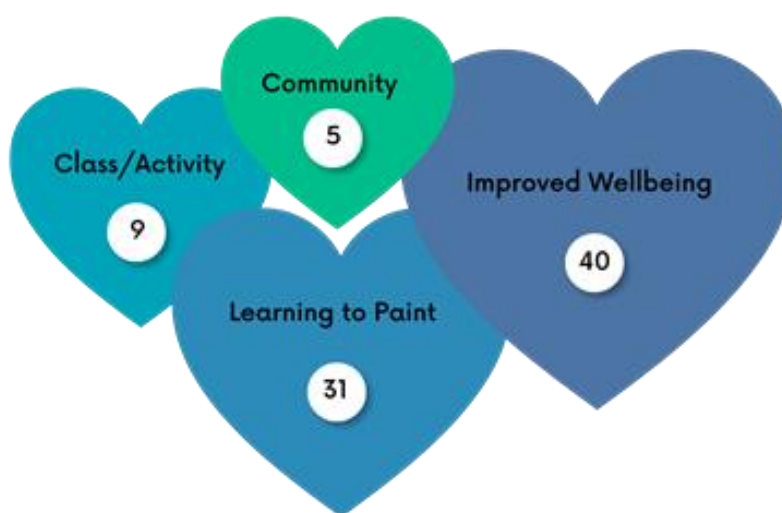 Community
5
Class/Activity
9
Improved Wellbeing
40
Learning to Paint
31